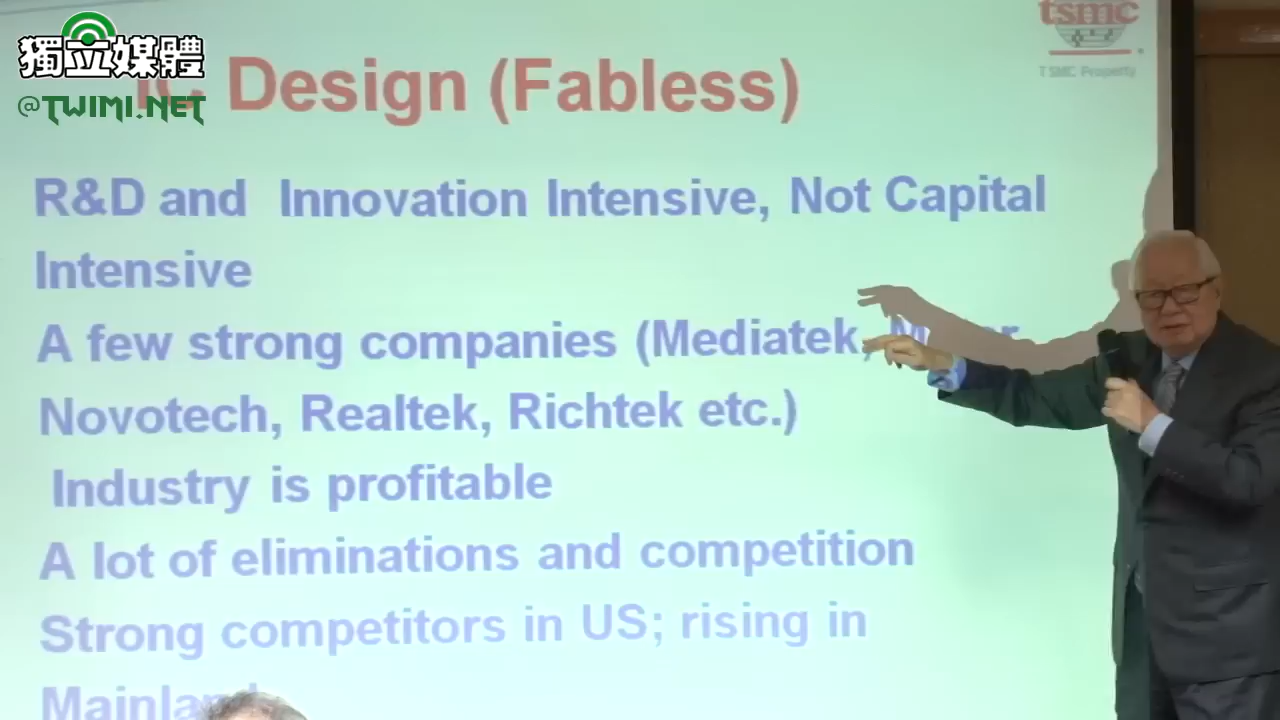 獨立媒體
@TWIMI.NET
tsmc
TSMC Property
IC Design (Fabless)
R&D and Innovation Intensive, Not Capital
Intensive
A few strong companies (Mediatek,
Novotech, Realtek, Richtek etc.)
Industry is profitable
A lot of eliminations and competition
Strong competitors in US; rising in
Mainland